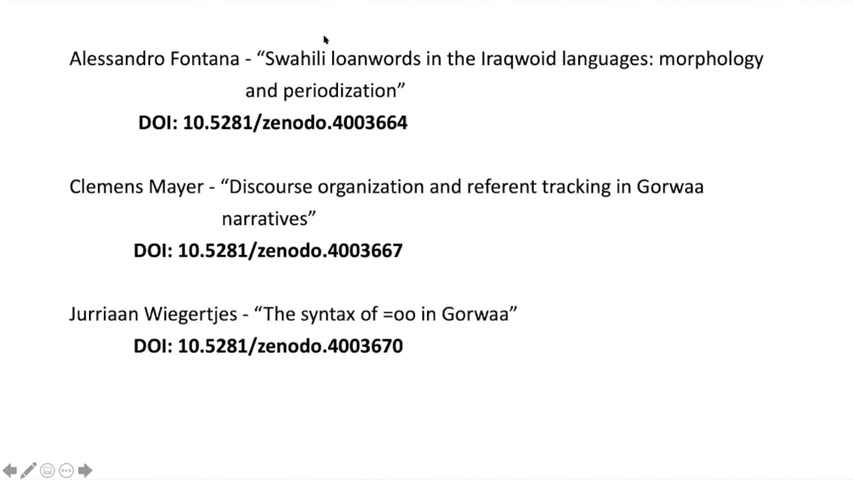 Alessandro Fontana - “Swahili loanwords in the Iraqwoid languages: morphology
and periodization”
DOI: 10.5281/zenodo.4003664
Clemens Mayer - “Discourse organization and referent tracking in Gorwaa
narratives”
DOI: 10.5281/zenodo.4003667
Jurriaan Wiegertjes - “The syntax of =oo in Gorwaa”
DOI: 10.5281/zenodo.4003670